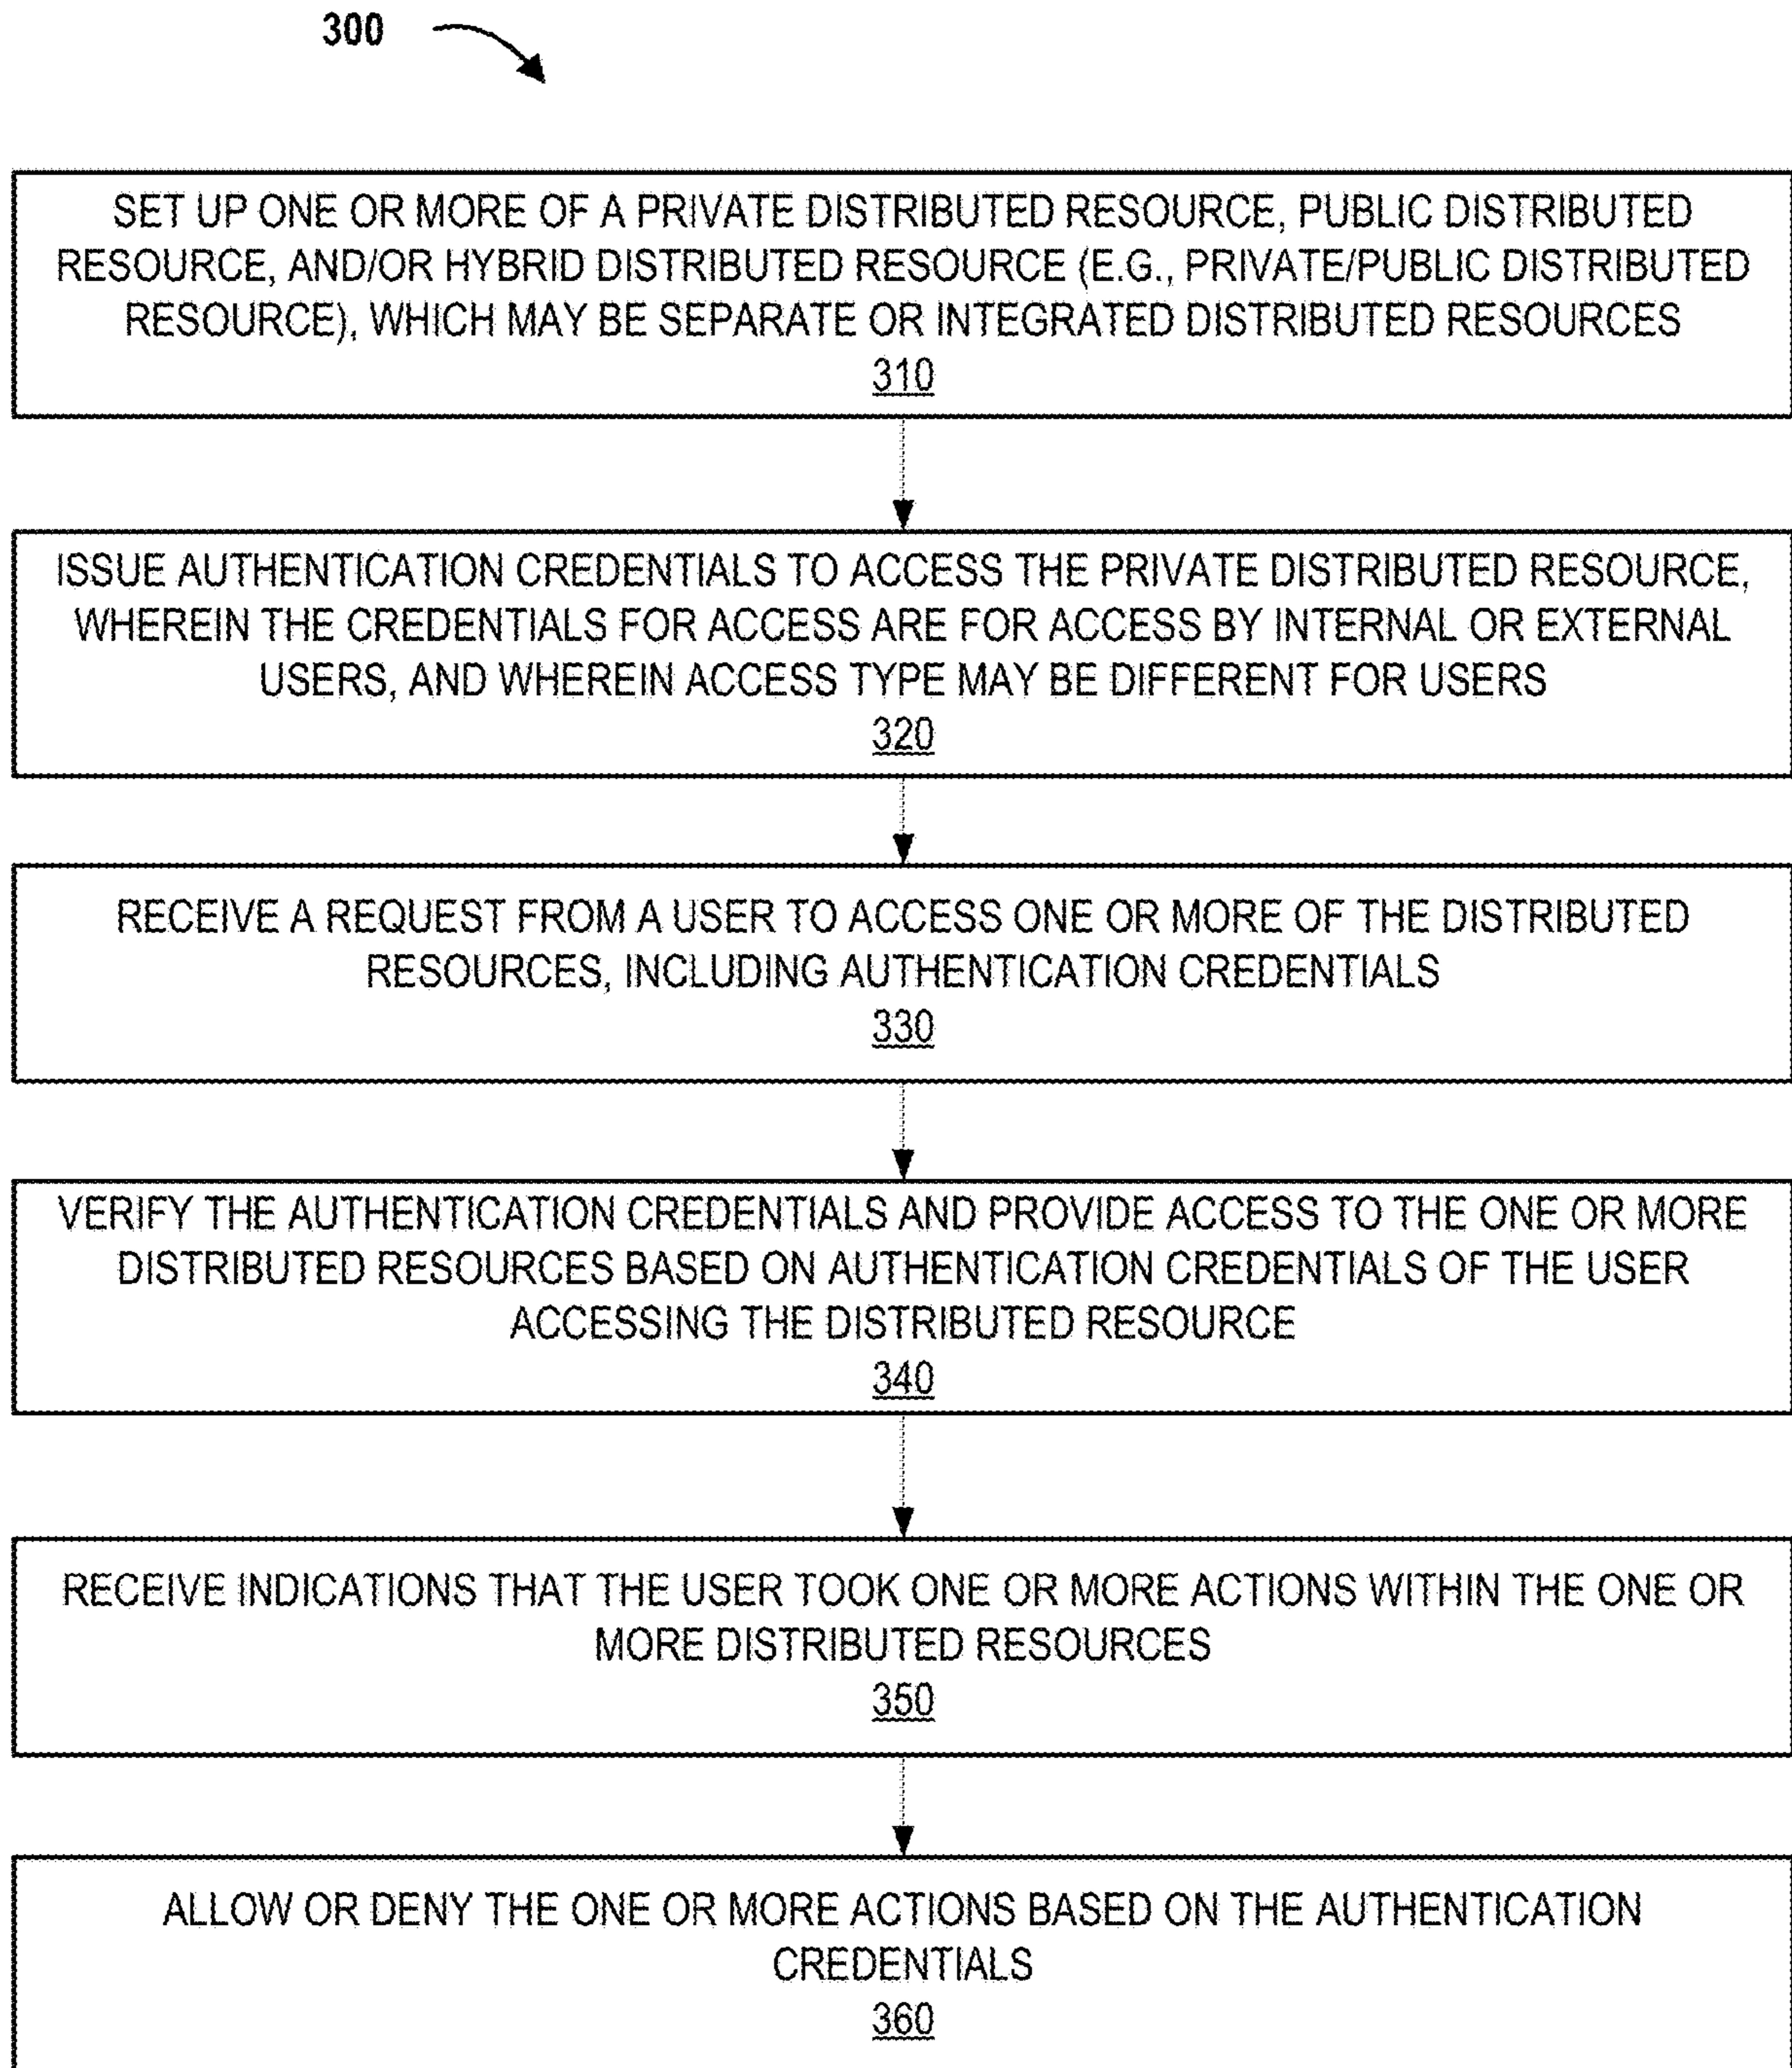 300
SET UP ONE OR MORE OF A PRIVATE DISTRIBUTED RESOURCE, PUBLIC DISTRIBUTED
RESOURCE, AND/OR HYBRID DISTRIBUTED RESOURCE (E.G., PRIVATE/PUBLIC DISTRIBUTED
RESOURCE), WHICH MAY BE SEPARATE OR INTEGRATED DISTRIBUTED RESOURCES
310
ISSUE AUTHENTICATION CREDENTIALS TO ACCESS THE PRIVATE DISTRIBUTED RESOURCE,
WHEREIN THE CREDENTIALS FOR ACCESS ARE FOR ACCESS BY INTERNAL OR EXTERNAL
USERS, AND WHEREIN ACCESS TYPE MAY BE DIFFERENT FOR USERS
320
RECEIVE A REQUEST FROM A USER TO ACCESS ONE OR MORE OF THE DISTRIBUTED
RESOURCES, INCLUDING AUTHENTICATION CREDENTIALS
330
VERIFY THE AUTHENTICATION CREDENTIALS AND PROVIDE ACCESS TO THE ONE OR MORE
DISTRIBUTED RESOURCES BASED ON AUTHENTICATION CREDENTIALS OF THE USER
ACCESSING THE DISTRIBUTED RESOURCE
340
RECEIVE INDICATIONS THAT THE USER TOOK ONE OR MORE ACTIONS WITHIN THE ONE OR
MORE DISTRIBUTED RESOURCES
350
ALLOW OR DENY THE ONE OR MORE ACTIONS BASED ON THE AUTHENTICATION
CREDENTIALS
360